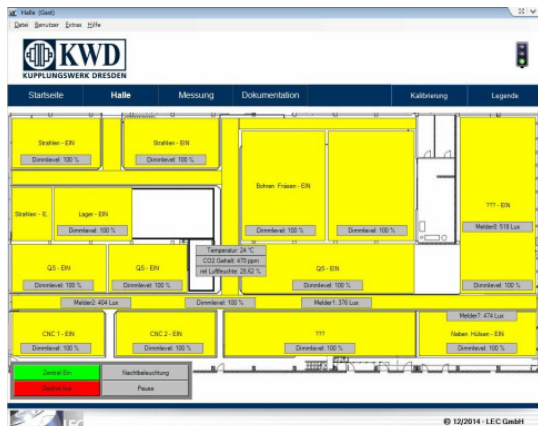 Halle (Gast)
Datei Benutzer Extras Hilfe
KWD
KUPPLUNGSWERK DRESDEN
Startseite Halle Messung Dokumentation Kalibrierung Legende
Strahlen - EIN
Dimmlevel: 100 %
Strahlen - EIN
Dimmlevel: 100 %
Bohren Fräsen - EIN
Dimmlevel: 100 %
Dimmlevel: 100 %
??? - EIN
Melder8: 518 Lux
Dimmlevel: 100 %
Strahlen - E..
Lager - EIN
Dimmlevel: 100 %
QS - EIN
Dimmlevel: 100 %
QS - EIN
Dimmlevel: 100 %
Temperatur: 24 °C
CO2 Gehalt: 470 ppm
rel Luftfeuchte: 28,62 %
QS - EIN
Dimmlevel: 100 %
Melder2: 404 Lux
Dimmlevel: 100 %
Melder1: 376 Lux
Melder7: 474 Lux
CNC 1 - EIN
Dimmlevel: 100 %
CNC 2 - EIN
Dimmlevel: 100 %
???
Dimmlevel: 100 %
Naben Hülsen - EIN
Dimmlevel: 100 %
Zentral Ein
Nachtbeleuchtung
Zentral Aus
Pause
LEC
© 12/2014 - LEC GmbH